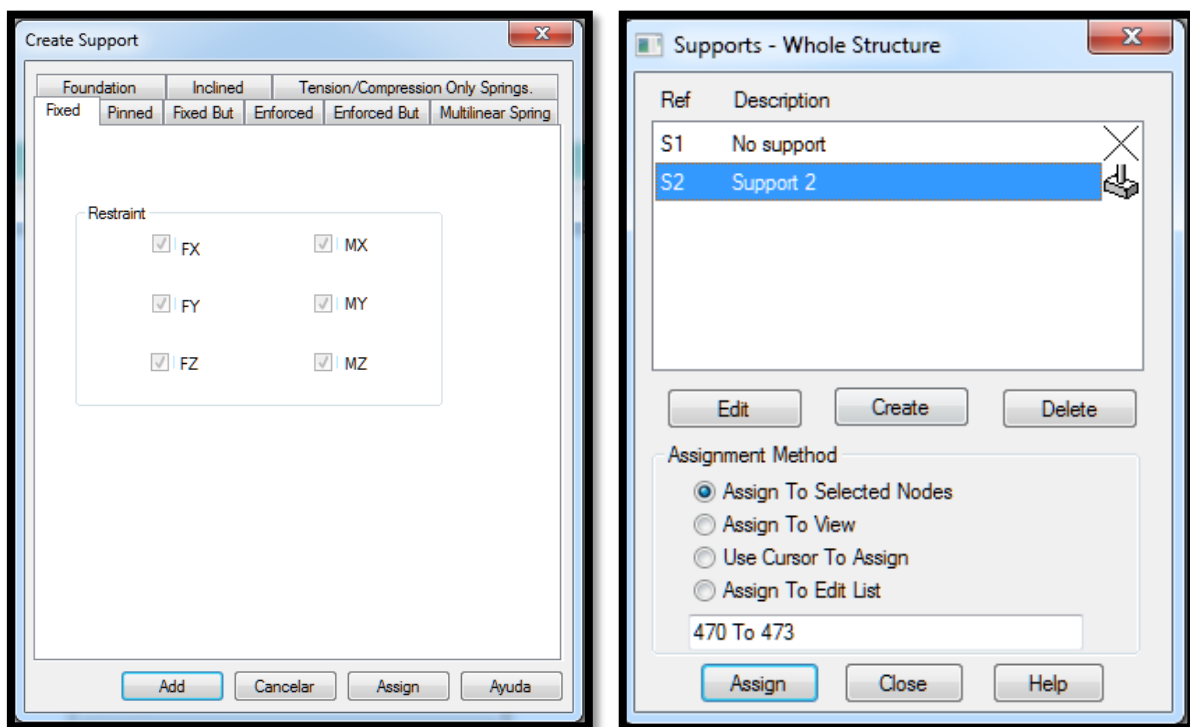 Create Support
Foundation Inclined Tension/Compression Only Springs.
Fixed Pinned Fixed But Enforced Enforced But Multilinear Spring
Restraint
FX MX
FY MY
FZ MZ
Add Cancelar Assign Ayuda
Supports - Whole Structure
Ref Description
S1 No support
S2 Support 2
Edit Create Delete
Assignment Method
Assign To Selected Nodes
Assign To View
Use Cursor To Assign
Assign To Edit List
470 To 473
Assign Close Help